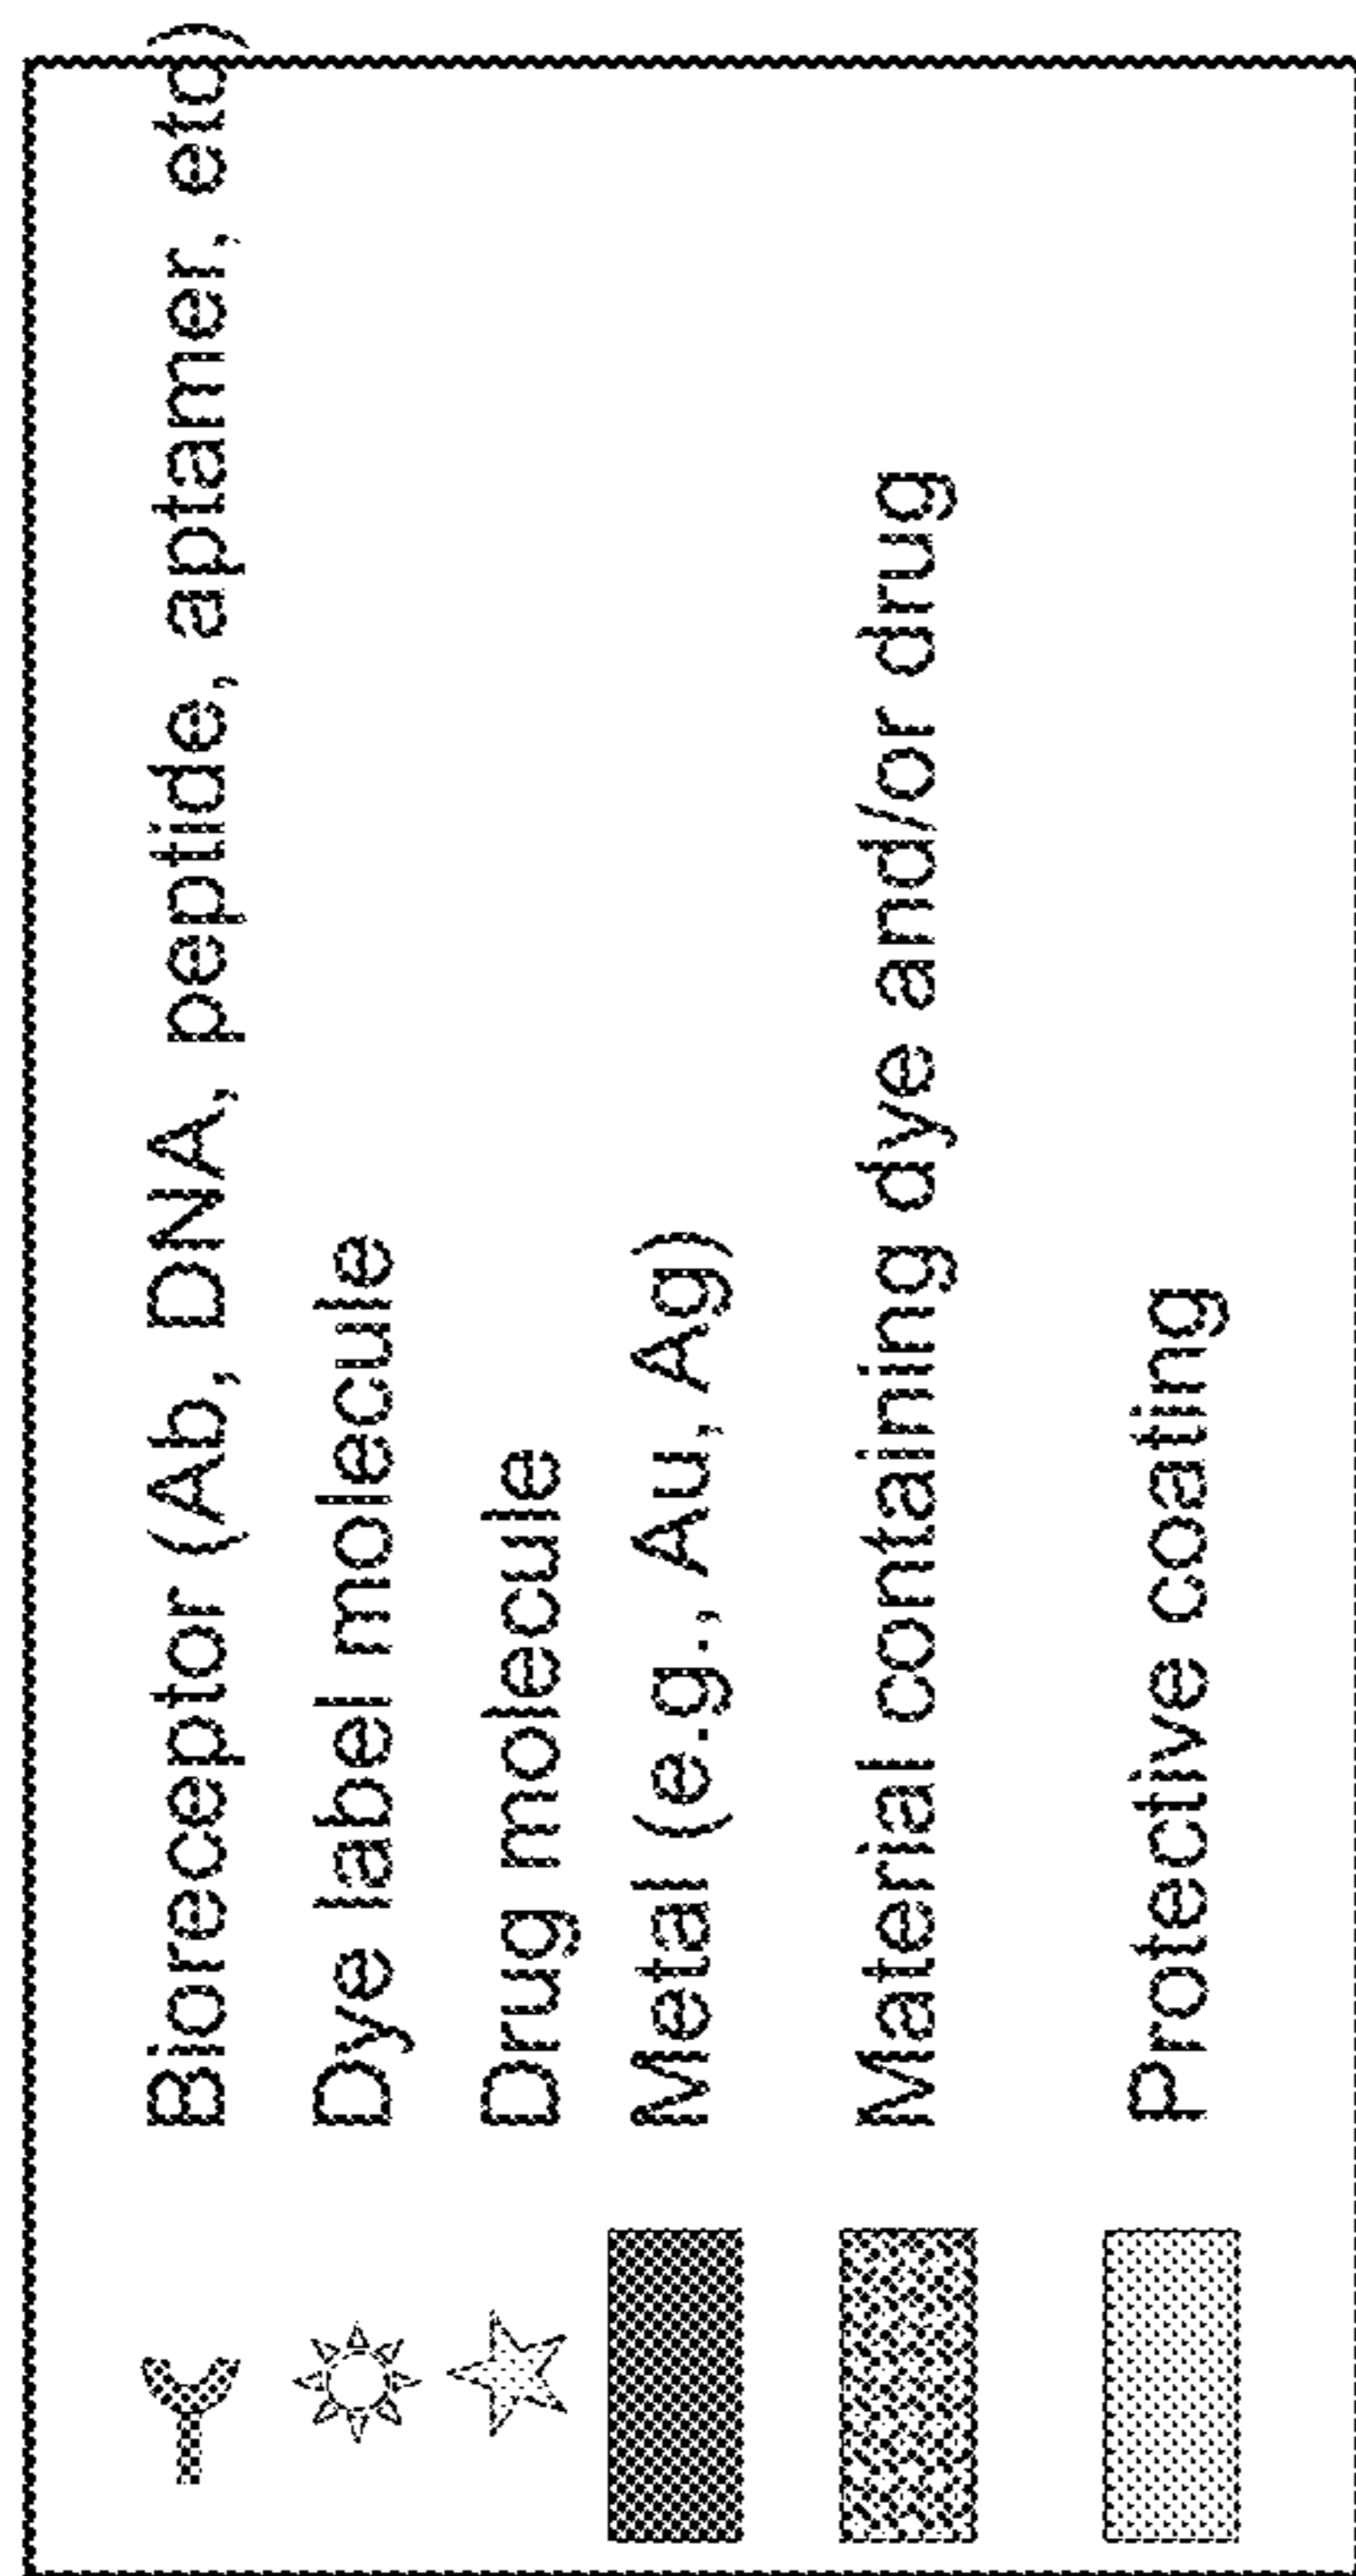 Bioreceptor (Ab, DNA, peptide, aptamer, etc)
Dye label molecule
Drug molecule
Metal (e.g., Au, Ag)
Material containing dye and/or drug
Protective coating